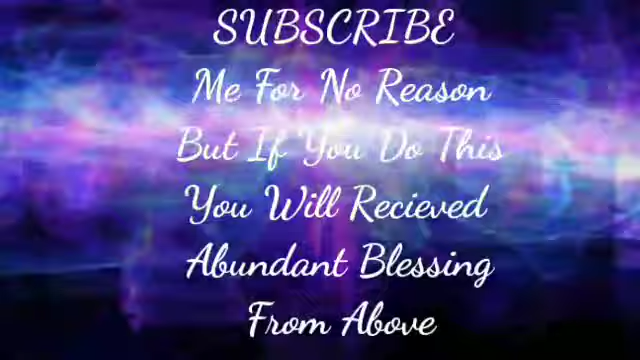 SUBSCRIBE
Me For No Reason
But If You Do This
You Will Recieved
Abundant Blessing
From Above